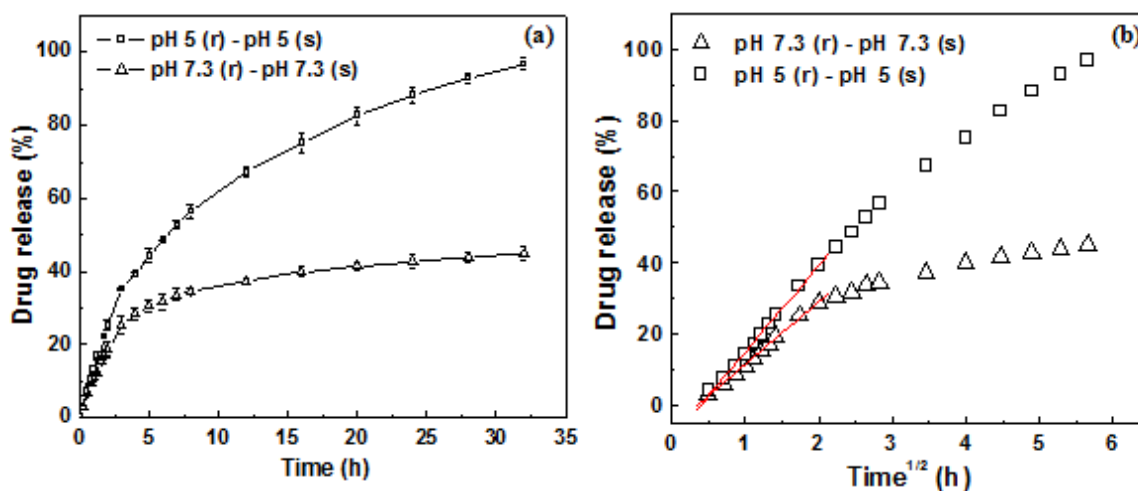 (a)
pH 5 (r) - pH 5 (s)
pH 7.3 (r) - pH 7.3 (s)
100
80
60
40
20
0
Drug release (%)
0 5 10 15 20 25 30 35
Time (h)
(b)
pH 7.3 (r) - pH 7.3 (s)
pH 5 (r) - pH 5 (s)
100
80
60
40
20
0
Drug release (%)
0 1 2 3 4 5 6
Time^1/2 (h)